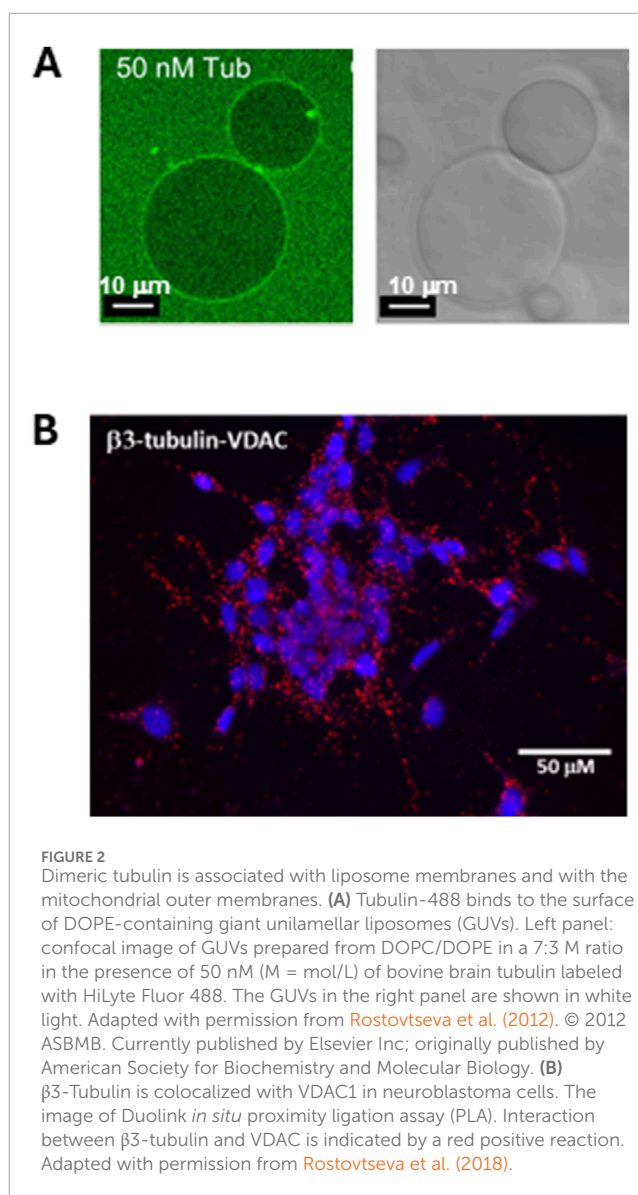 A
50 nM Tub
10 μm
10 μm
B
β3-tubulin-VDAC
50 μM
FIGURE 2
Dimeric tubulin is associated with liposome membranes and with the
mitochondrial outer membranes. (A) Tubulin-488 binds to the surface
of DOPE-containing giant unilamellar liposomes (GUVs). Left panel:
confocal image of GUVs prepared from DOPC/DOPE in a 7:3 M ratio
in the presence of 50 nM (M = mol/L) of bovine brain tubulin labeled
with HiLyte Fluor 488. The GUVs in the right panel are shown in white
light. Adapted with permission from Rostovtseva et al. (2012). © 2012
ASBMB. Currently published by Elsevier Inc; originally published by
American Society for Biochemistry and Molecular Biology. (B)
β3-Tubulin is colocalized with VDAC1 in neuroblastoma cells. The
image of Duolink in situ proximity ligation assay (PLA). Interaction
between β3-tubulin and VDAC is indicated by a red positive reaction.
Adapted with permission from Rostovtseva et al. (2018).